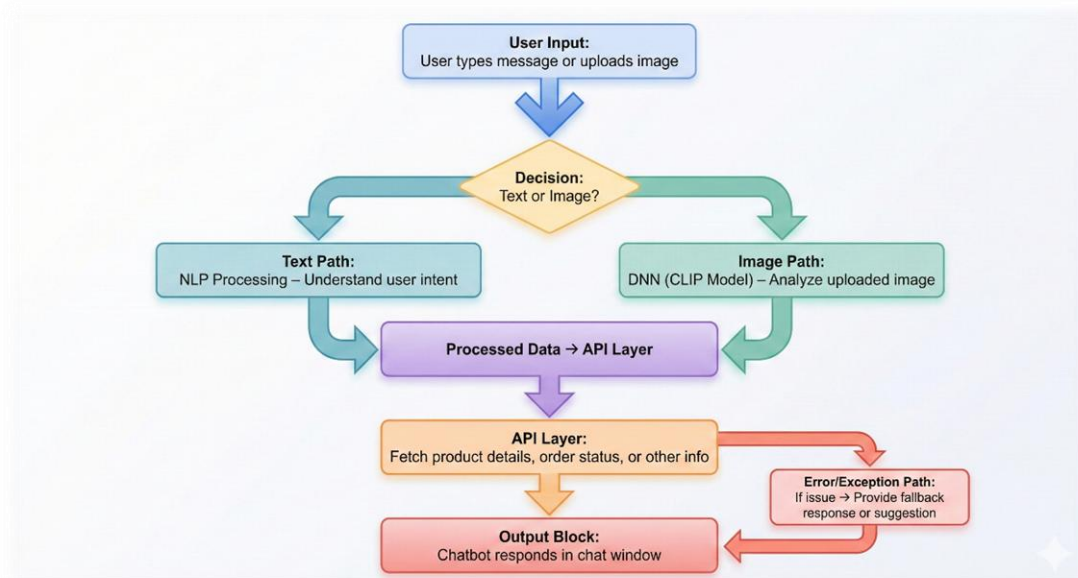 User Input:
User types message or uploads image
Decision:
Text or Image?
Text Path:
NLP Processing – Understand user intent
Image Path:
DNN (CLIP Model) – Analyze uploaded image
Processed Data → API Layer
API Layer:
Fetch product details, order status, or other info
Error/Exception Path:
If issue → Provide fallback
response or suggestion
Output Block:
Chatbot responds in chat window